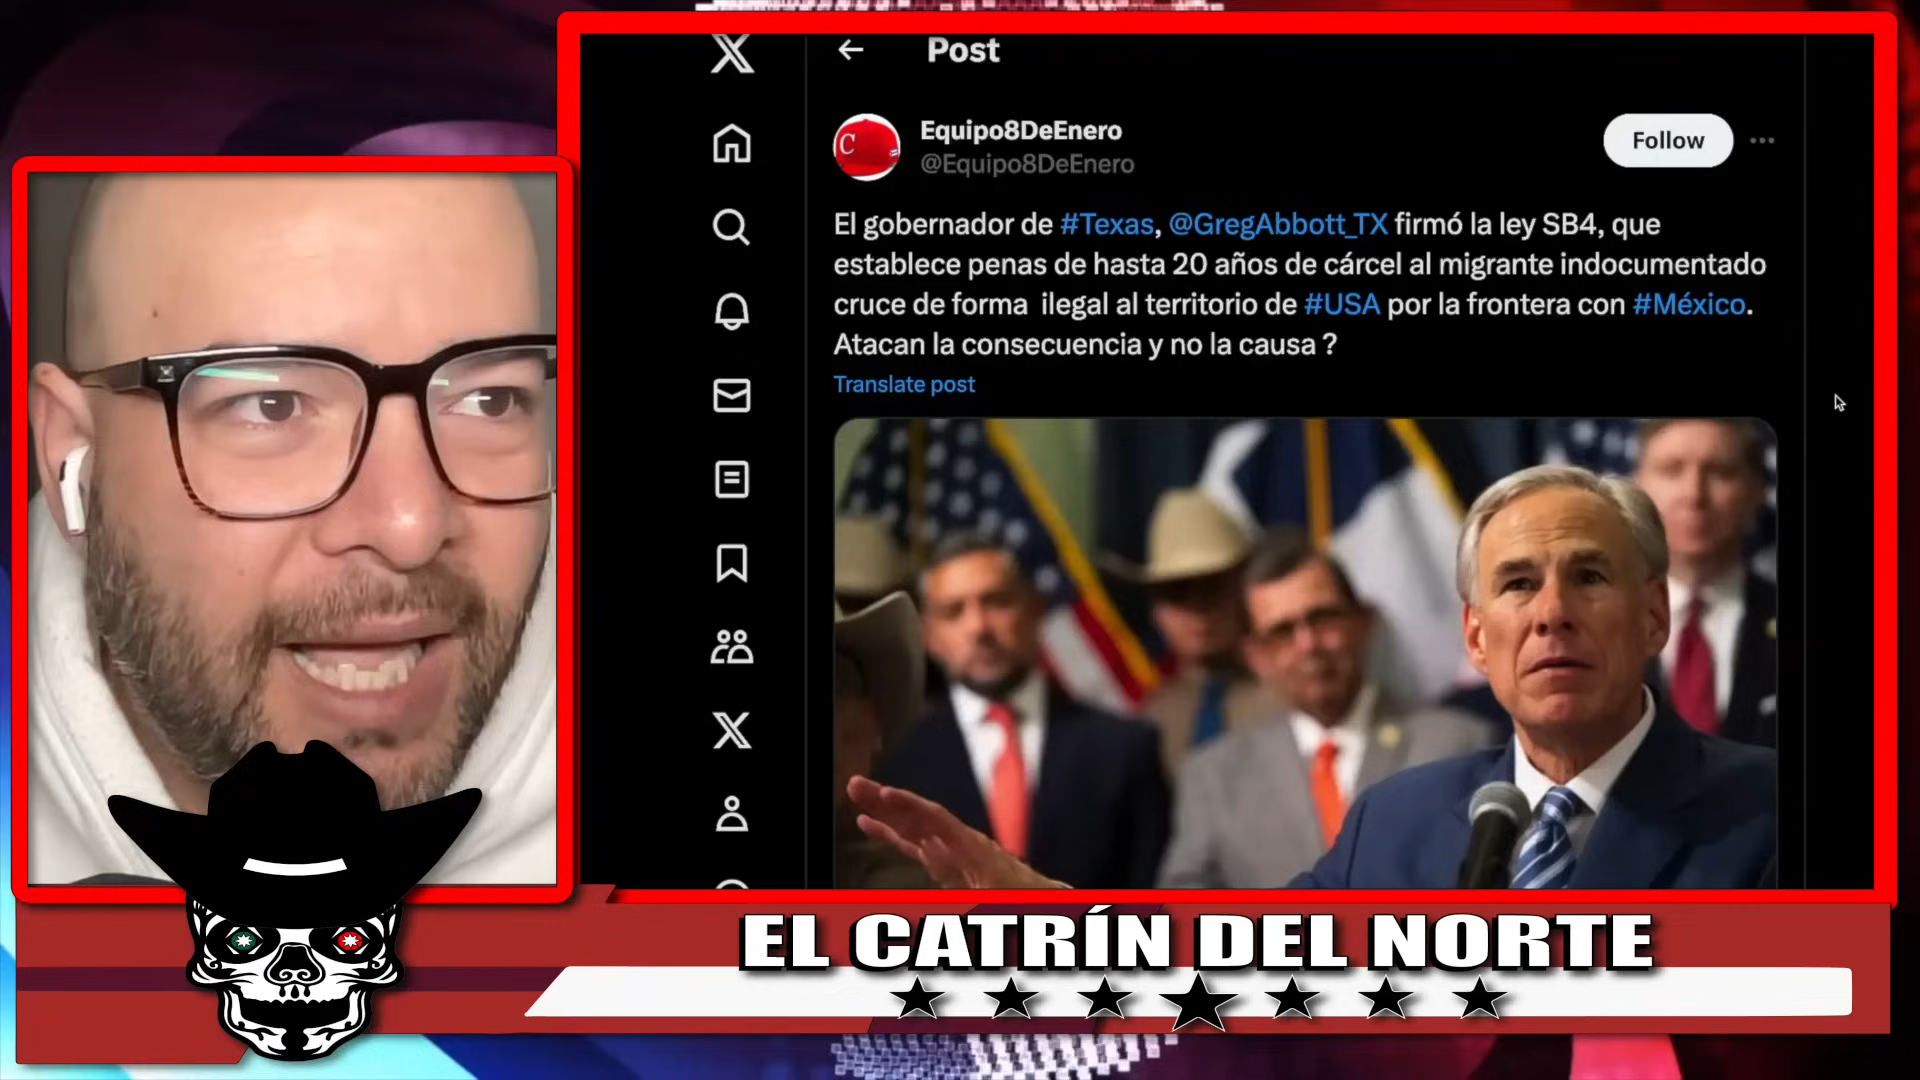 Post
Equipo8DeEnero
@Equipo8DeEnero
Follow
El gobernador de #Texas, @GregAbbott_TX firmó la ley SB4, que
establece penas de hasta 20 años de cárcel al migrante indocumentado
cruce de forma ilegal al territorio de #USA por la frontera con #México.
Atacan la consecuencia y no la causa ?
Translate post
C
EL CATRÍN DEL NORTE